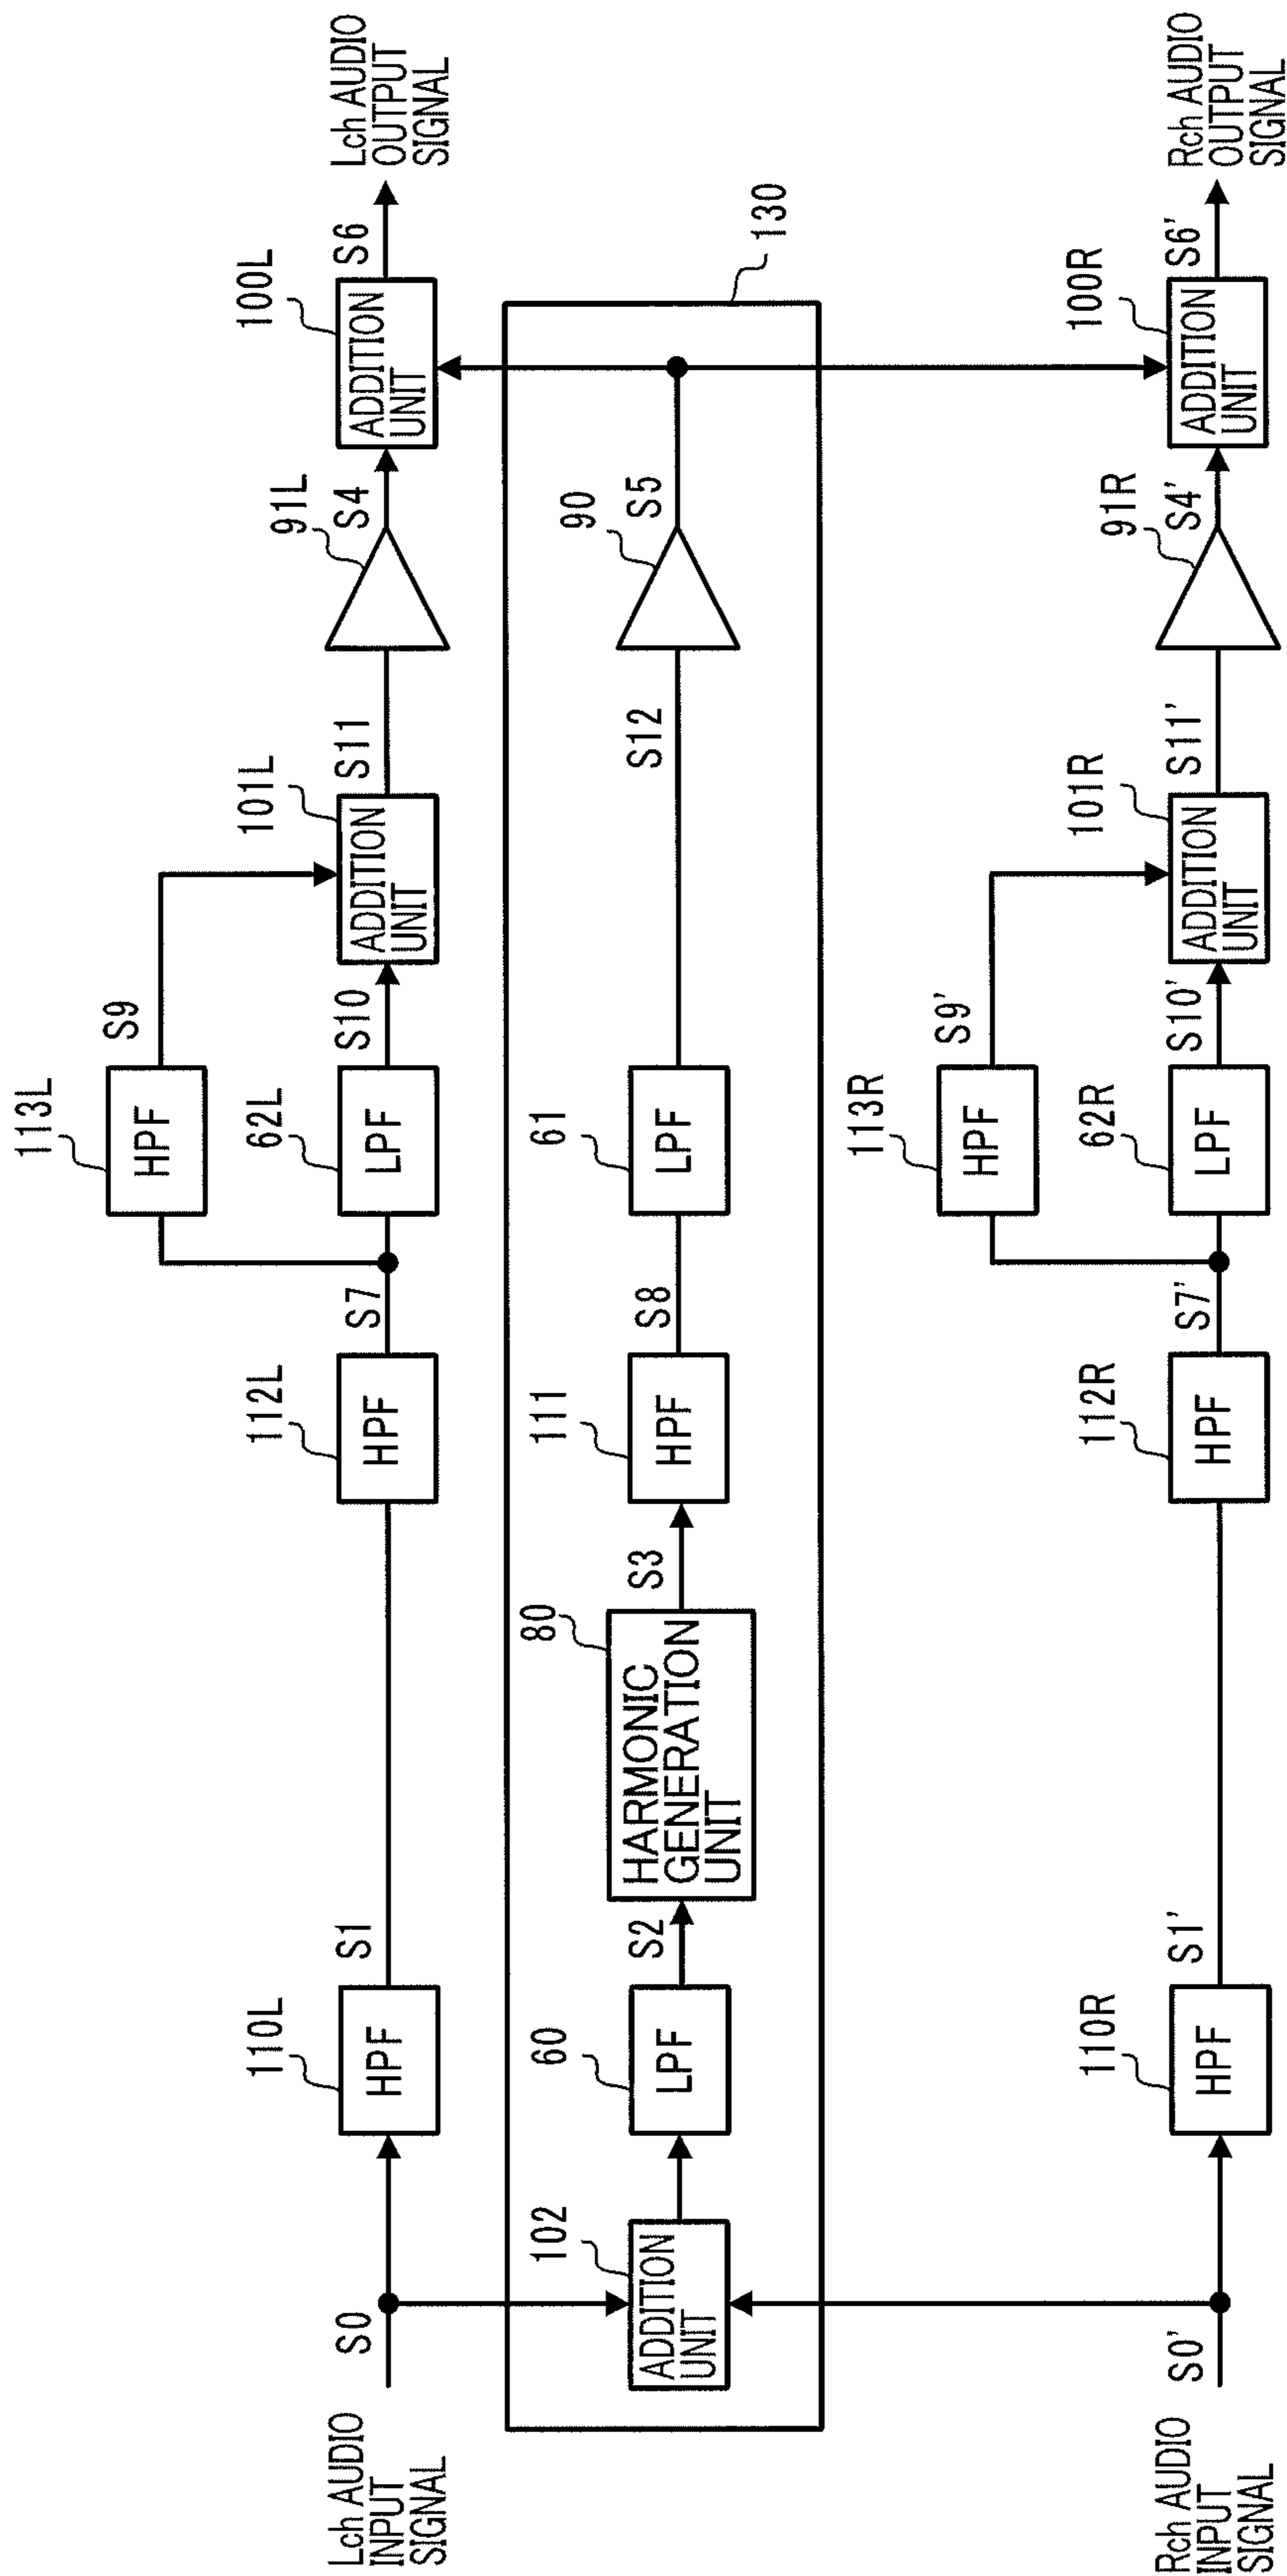 Lch AUDIO
INPUT
SIGNAL
S0
110L
HPF
S1
112L
HPF
S7
113L
HPF
S9
62L
LPF
S10
101L
ADDITION
UNIT
S11
91L
S4
100L
ADDITION
UNIT
S6
Lch AUDIO
OUTPUT
SIGNAL
102
ADDITION
UNIT
60
LPF
S2
80
HARMONIC
GENERATION
UNIT
S3
111
HPF
S8
61
LPF
S12
90
S5
130
Rch AUDIO
INPUT
SIGNAL
S0'
110R
HPF
S1'
112R
HPF
S7'
113R
HPF
S9'
62R
LPF
S10'
101R
ADDITION
UNIT
S11'
91R
S4'
100R
ADDITION
UNIT
S6'
Rch AUDIO
OUTPUT
SIGNAL